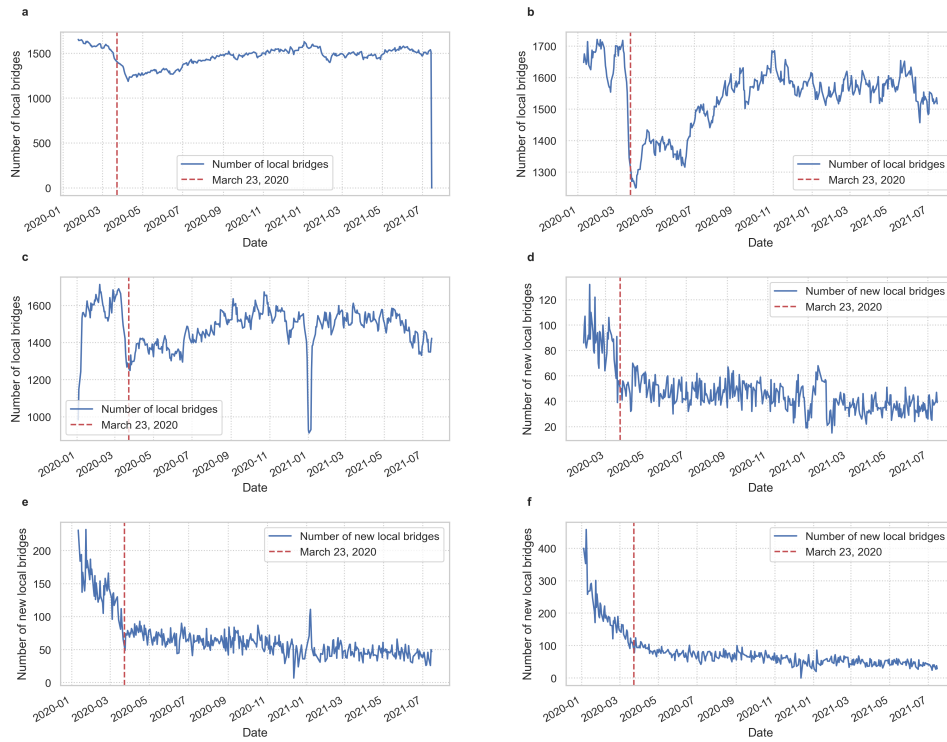 a
Number of local bridges
1500
1000
500
0
Number of local bridges
March 23, 2020
2020-01
2020-03
2020-05
2020-07
2020-09
2020-11
2021-01
2021-03
2021-05
2021-07
Date
b
Number of local bridges
1700
1600
1500
1400
1300
Number of local bridges
March 23, 2020
2020-01
2020-03
2020-05
2020-07
2020-09
2020-11
2021-01
2021-03
2021-05
2021-07
Date
c
Number of local bridges
1600
1400
1200
1000
Number of local bridges
March 23, 2020
2020-01
2020-03
2020-05
2020-07
2020-09
2020-11
2021-01
2021-03
2021-05
2021-07
Date
d
Number of new local bridges
120
100
80
60
40
20
Number of new local bridges
March 23, 2020
2020-03
2020-05
2020-07
2020-09
2020-11
2021-01
2021-03
2021-05
2021-07
Date
e
Number of new local bridges
200
150
100
50
0
Number of new local bridges
March 23, 2020
2020-01
2020-03
2020-05
2020-07
2020-09
2020-11
2021-01
2021-03
2021-05
2021-07
Date
f
Number of new local bridges
400
300
200
100
0
Number of new local bridges
March 23, 2020
2020-01
2020-03
2020-05
2020-07
2020-09
2020-11
2021-01
2021-03
2021-05
2021-07
Date